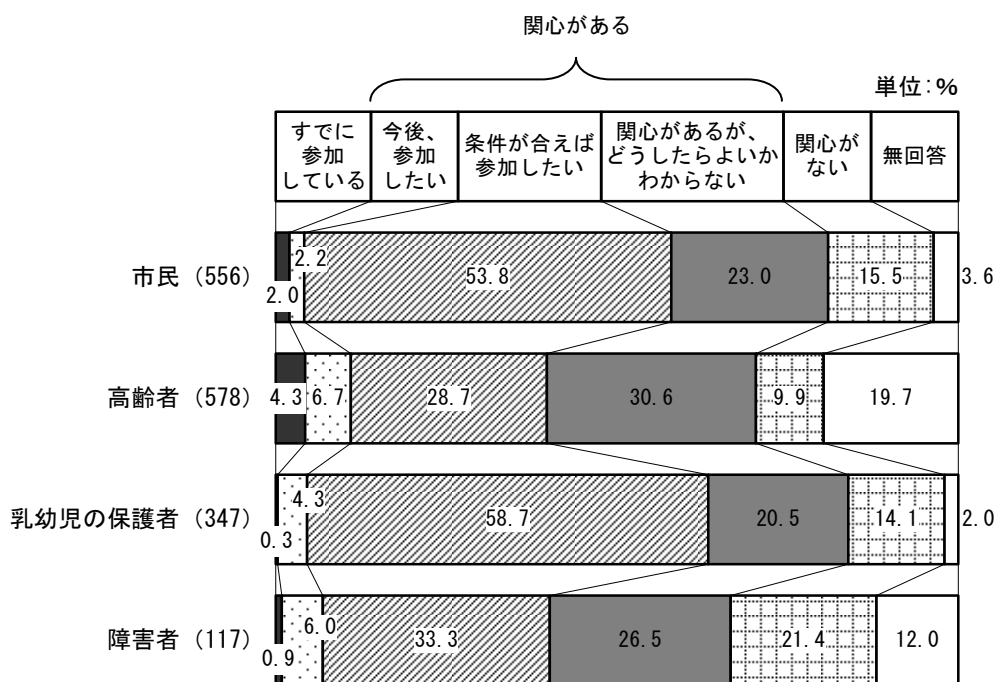 関心がある
単位：%
すでに
参加
している
今後、
参加
したい
条件が合えば
参加したい
関心があるが、
どうしたらよいか
わからない
関心が
ない
無回答
市民 (556)
2.0
2.2
53.8
23.0
15.5
3.6
高齢者 (578)
4.3
6.7
28.7
30.6
9.9
19.7
乳幼児の保護者 (347)
0.3
4.3
58.7
20.5
14.1
2.0
障害者 (117)
0.9
6.0
33.3
26.5
21.4
12.0